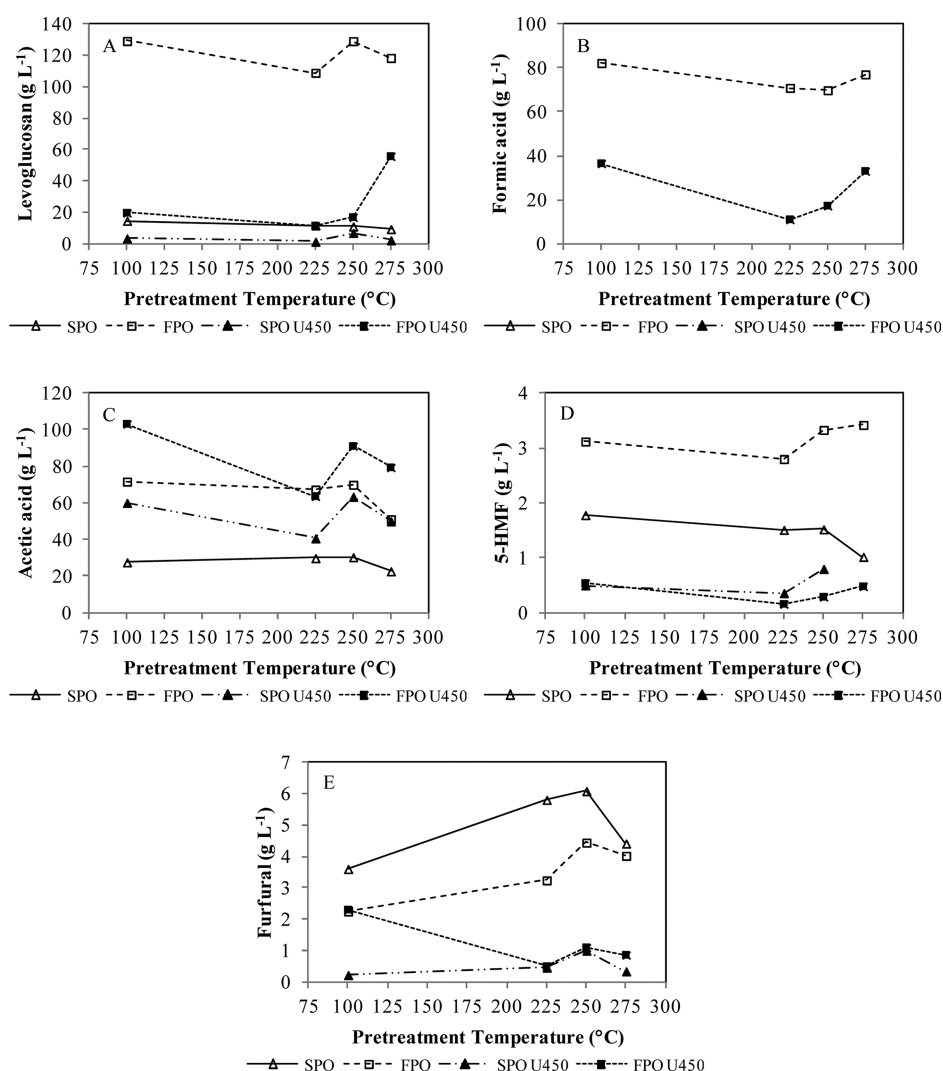 A
Levoglucosan (g L-1)
140
120
100
80
60
40
20
0
75 100 125 150 175 200 225 250 275 300
Pretreatment Temperature (°C)
SPO FPO SPO U450 FPO U450
B
Formic acid (g L-1)
100
80
60
40
20
0
75 100 125 150 175 200 225 250 275 300
Pretreatment Temperature (°C)
SPO FPO SPO U450 FPO U450
C
Acetic acid (g L-1)
120
100
80
60
40
20
0
75 100 125 150 175 200 225 250 275 300
Pretreatment Temperature (°C)
SPO FPO SPO U450 FPO U450
D
5-HMF (g L-1)
4
3
2
1
0
75 100 125 150 175 200 225 250 275 300
Pretreatment Temperature (°C)
SPO FPO SPO U450 FPO U450
E
Furfural (g L-1)
7
6
5
4
3
2
1
0
75 100 125 150 175 200 225 250 275 300
Pretreatment Temperature (°C)
SPO FPO SPO U450 FPO U450